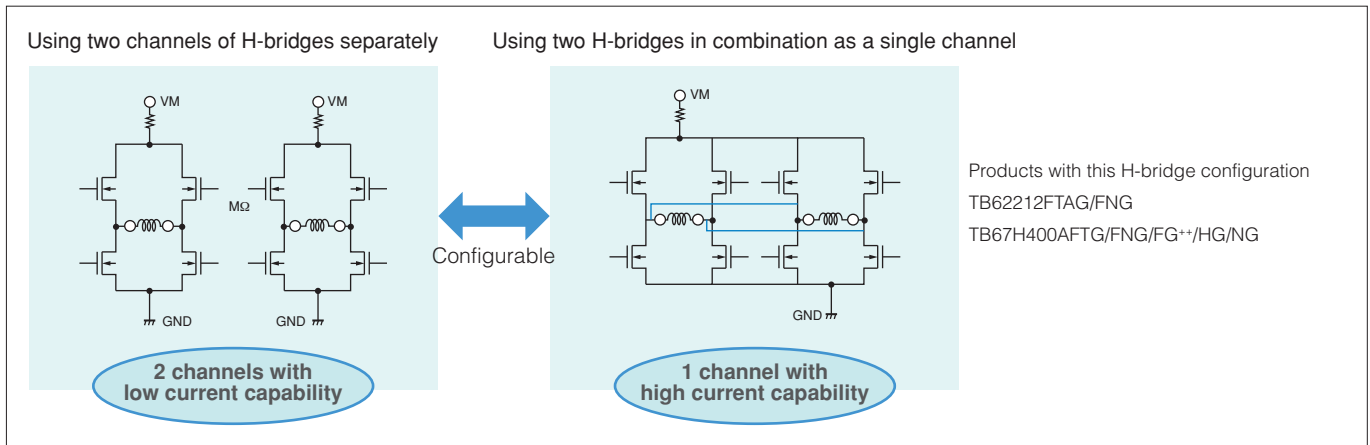 Using two channels of H-bridges separately
Using two H-bridges in combination as a single channel
VM
VM
MΩ
GND
GND
2 channels with
low current capability
Configurable
VM
GND
1 channel with
high current capability
Products with this H-bridge configuration
TB62212FTAG/FNG
TB67H400AFTG/FNG/FG⁺⁺/HG/NG